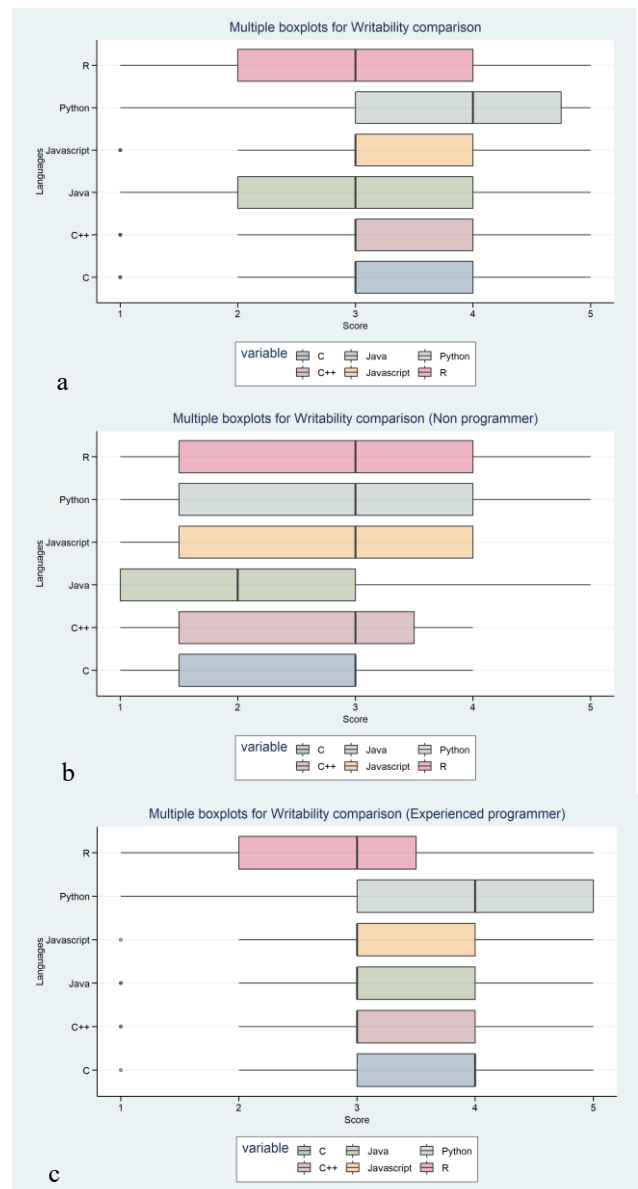 Multiple boxplots for Writability comparison
R
Python
Javascript
Java
C++
C
Languages
1 2 3 4 5
Score
variable C Java Python
C++ Javascript R
a
Multiple boxplots for Writability comparison (Non programmer)
R
Python
Javascript
Java
C++
C
Languages
1 2 3 4 5
Score
variable C Java Python
C++ Javascript R
b
Multiple boxplots for Writability comparison (Experienced programmer)
R
Python
Javascript
Java
C++
C
Languages
1 2 3 4 5
Score
variable C Java Python
C++ Javascript R
c